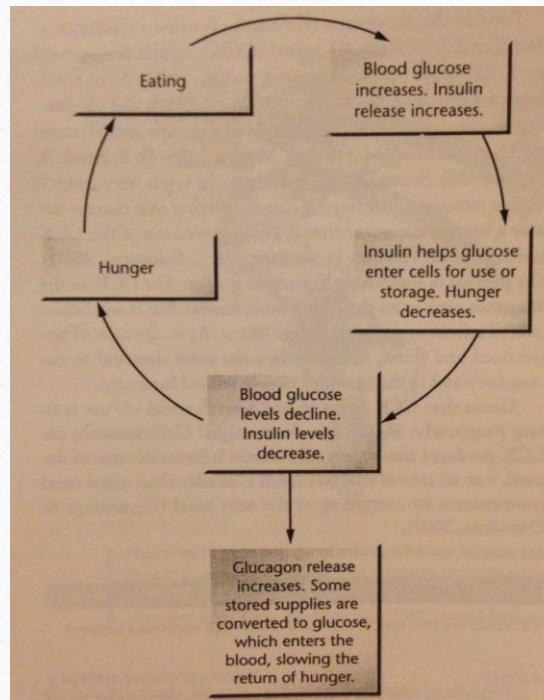 Eating
Blood glucose
increases. Insulin
release increases.
Insulin helps glucose
enter cells for use or
storage. Hunger
decreases.
Hunger
Blood glucose
levels decline.
Insulin levels
decrease.
Glucagon release
increases. Some
stored supplies are
converted to glucose,
which enters the
blood, slowing the
return of hunger.